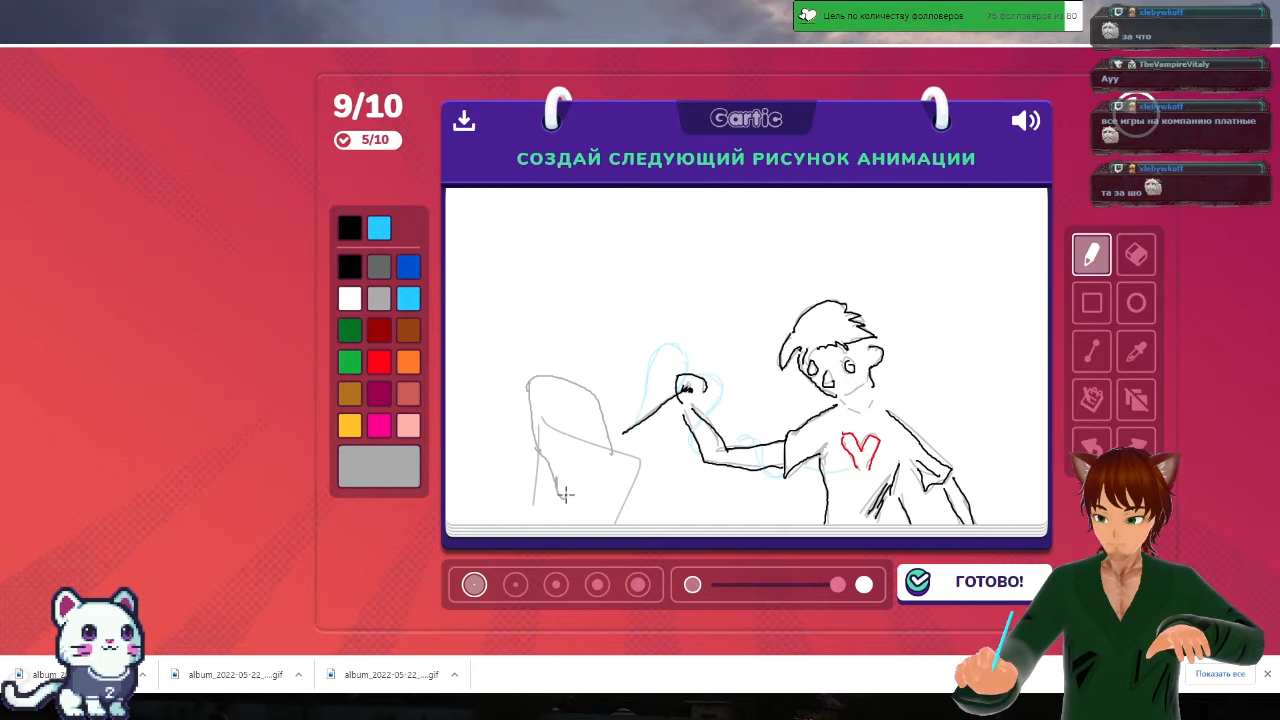 Цель по количеству фолловеров 75 фолловеров из 80
xlebywkoff
за что
TheVampireVitaly
Ауу
xlebywkoff
все игры на компанию платные
xlebywkoff
та за шо
9/10
5/10
Gartic
СОЗДАЙ СЛЕДУЮЩИЙ РИСУНОК АНИМАЦИИ
ГОТОВО!
album_2022-05-22_....gif
album_2022-05-22_....gif
Показать все
2